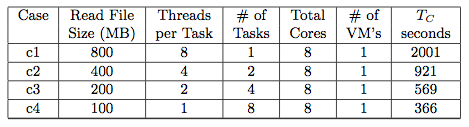 Case Read File Threads # of Total # of T_C
Size (MB) per Task Tasks Cores VM's seconds
c1 800 8 1 8 1 2001
c2 400 4 2 8 1 921
c3 200 2 4 8 1 569
c4 100 1 8 8 1 366